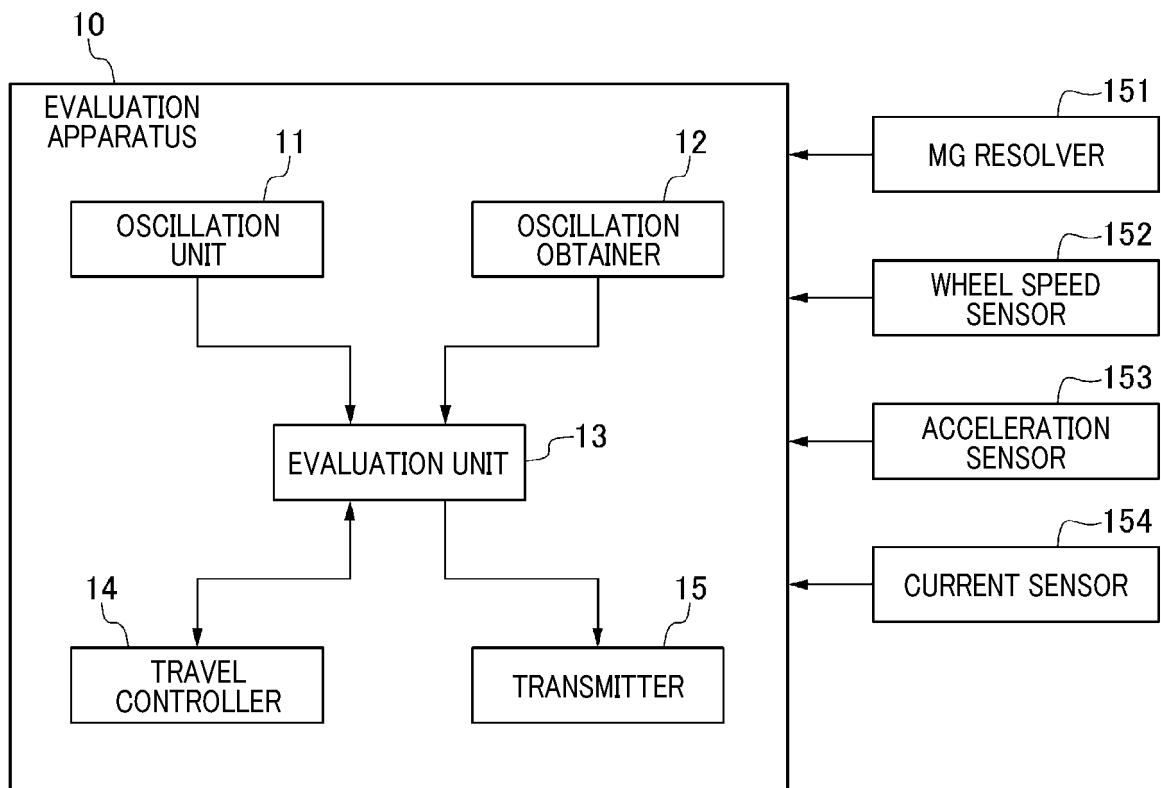 10
EVALUATION
APPARATUS
11
OSCILLATION
UNIT
12
OSCILLATION
OBTAINER
13
EVALUATION UNIT
14
TRAVEL
CONTROLLER
15
TRANSMITTER
151
MG RESOLVER
152
WHEEL SPEED
SENSOR
153
ACCELERATION
SENSOR
154
CURRENT SENSOR